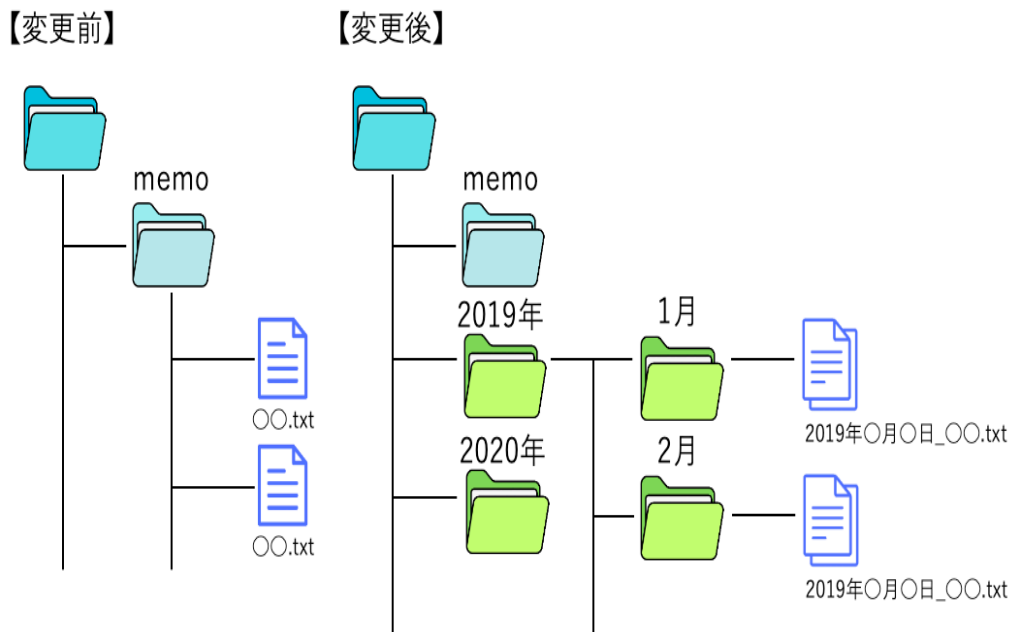 【変更前】
memo
〇〇.txt
〇〇.txt
【変更後】
memo
2019年
1月
2019年〇月〇日_〇〇.txt
2020年
2月
2019年〇月〇日_〇〇.txt